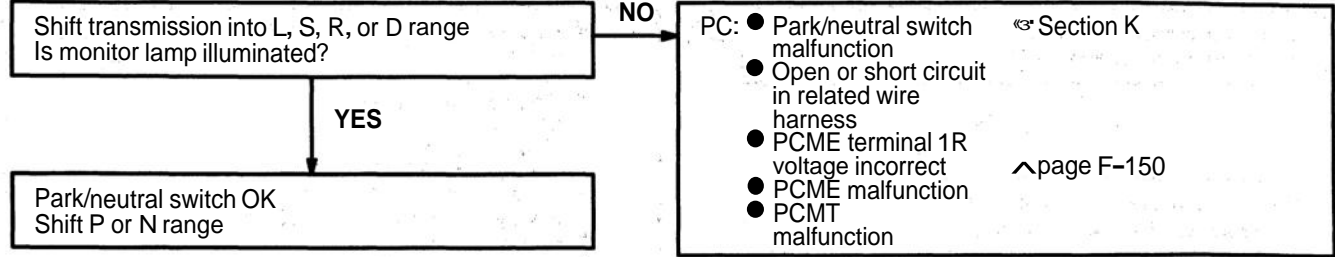 Shift transmission into L, S, R, or D range
Is monitor lamp illuminated?
NO
YES
Park/neutral switch OK
Shift P or N range
PC: ● Park/neutral switch malfunction ☞ Section K
● Open or short circuit
in related wire
harness
● PCME terminal 1R
voltage incorrect ^page F-150
● PCME malfunction
● PCMT
malfunction